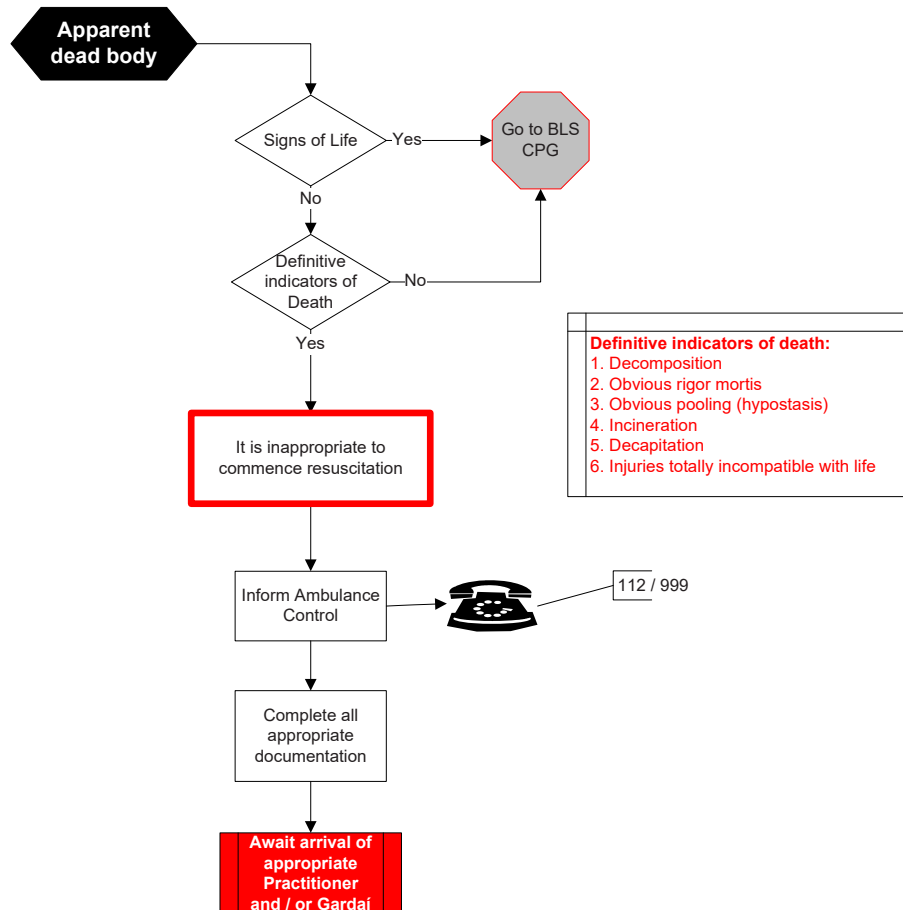 Apparent
dead body
Signs of Life
Yes
Go to BLS
CPG
No
Definitive
indicators of
Death
No
Yes
Definitive indicators of death:
1. Decomposition
2. Obvious rigor mortis
3. Obvious pooling (hypostasis)
4. Incineration
5. Decapitation
6. Injuries totally incompatible with life
It is inappropriate to
commence resuscitation
Inform Ambulance
Control
112 / 999
Complete all
appropriate
documentation
Await arrival of
appropriate
Practitioner
and / or Gardaí